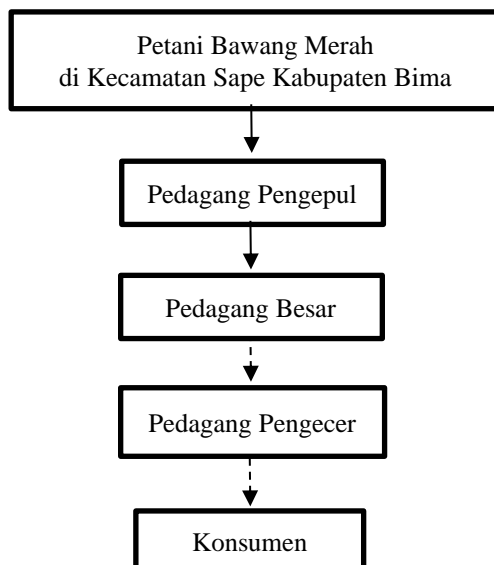 Petani Bawang Merah
di Kecamatan Sape Kabupaten Bima
Pedagang Pengepul
Pedagang Besar
Pedagang Pengecer
Konsumen